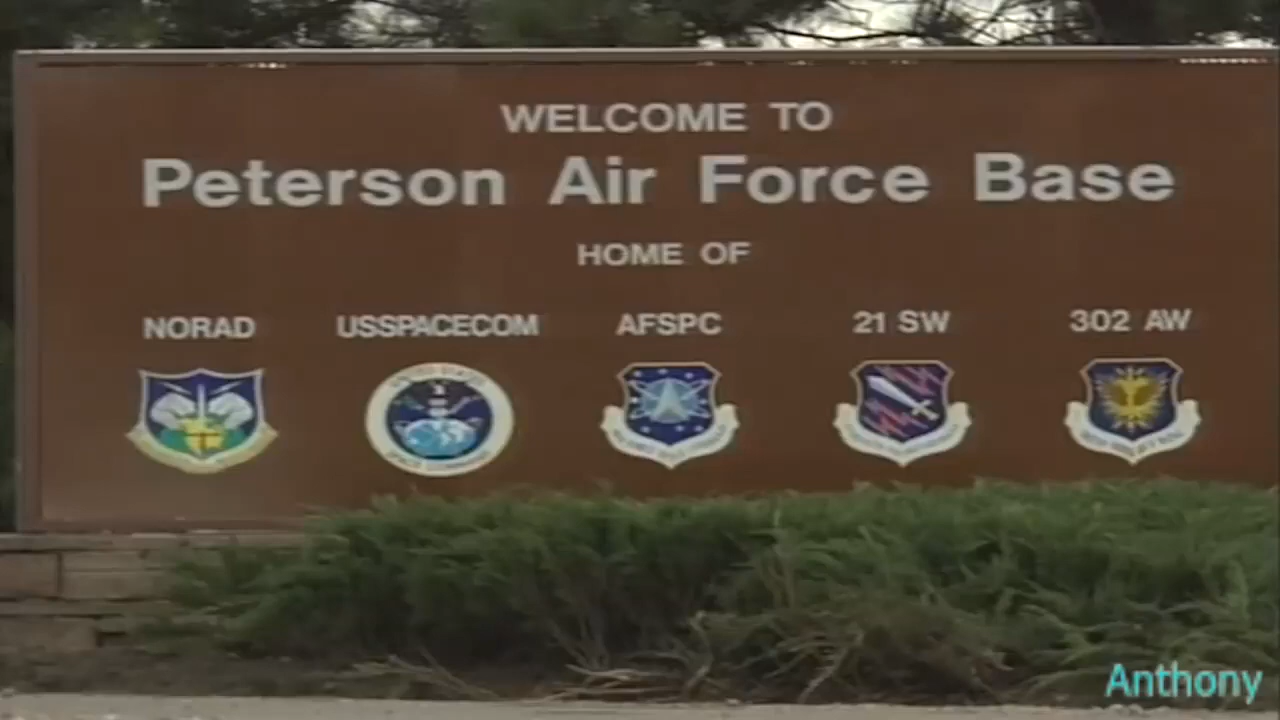 WELCOME TO
Peterson Air Force Base
HOME OF
NORAD USSPACECOM AFSPC 21 SW 302 AW
Anthony